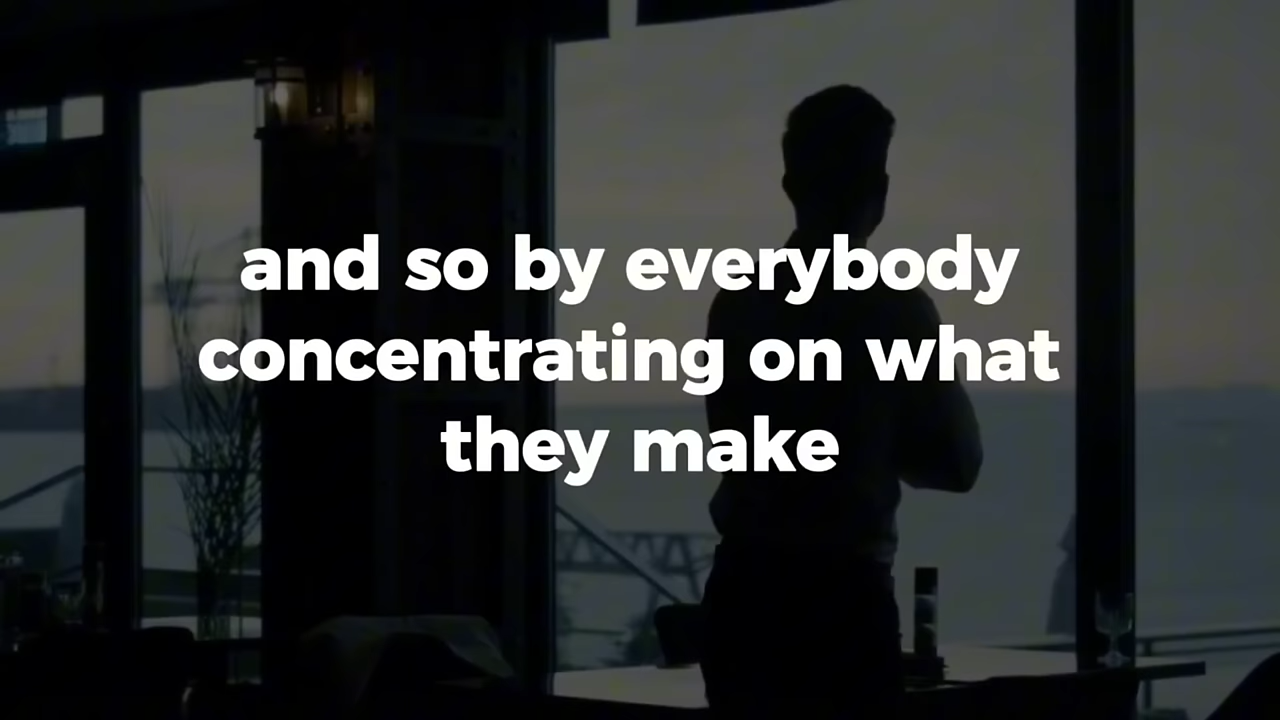 and so by everybody
concentrating on what
they make